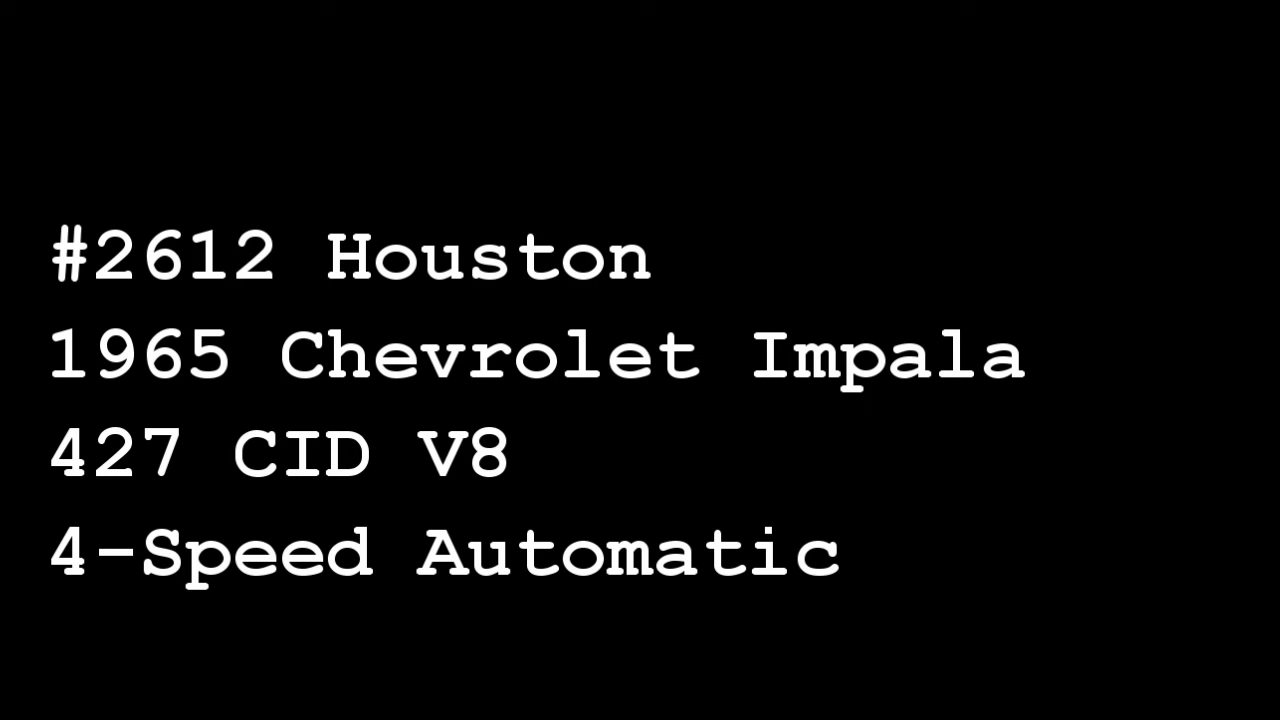 #2612 Houston
1965 Chevrolet Impala
427 CID V8
4-Speed Automatic